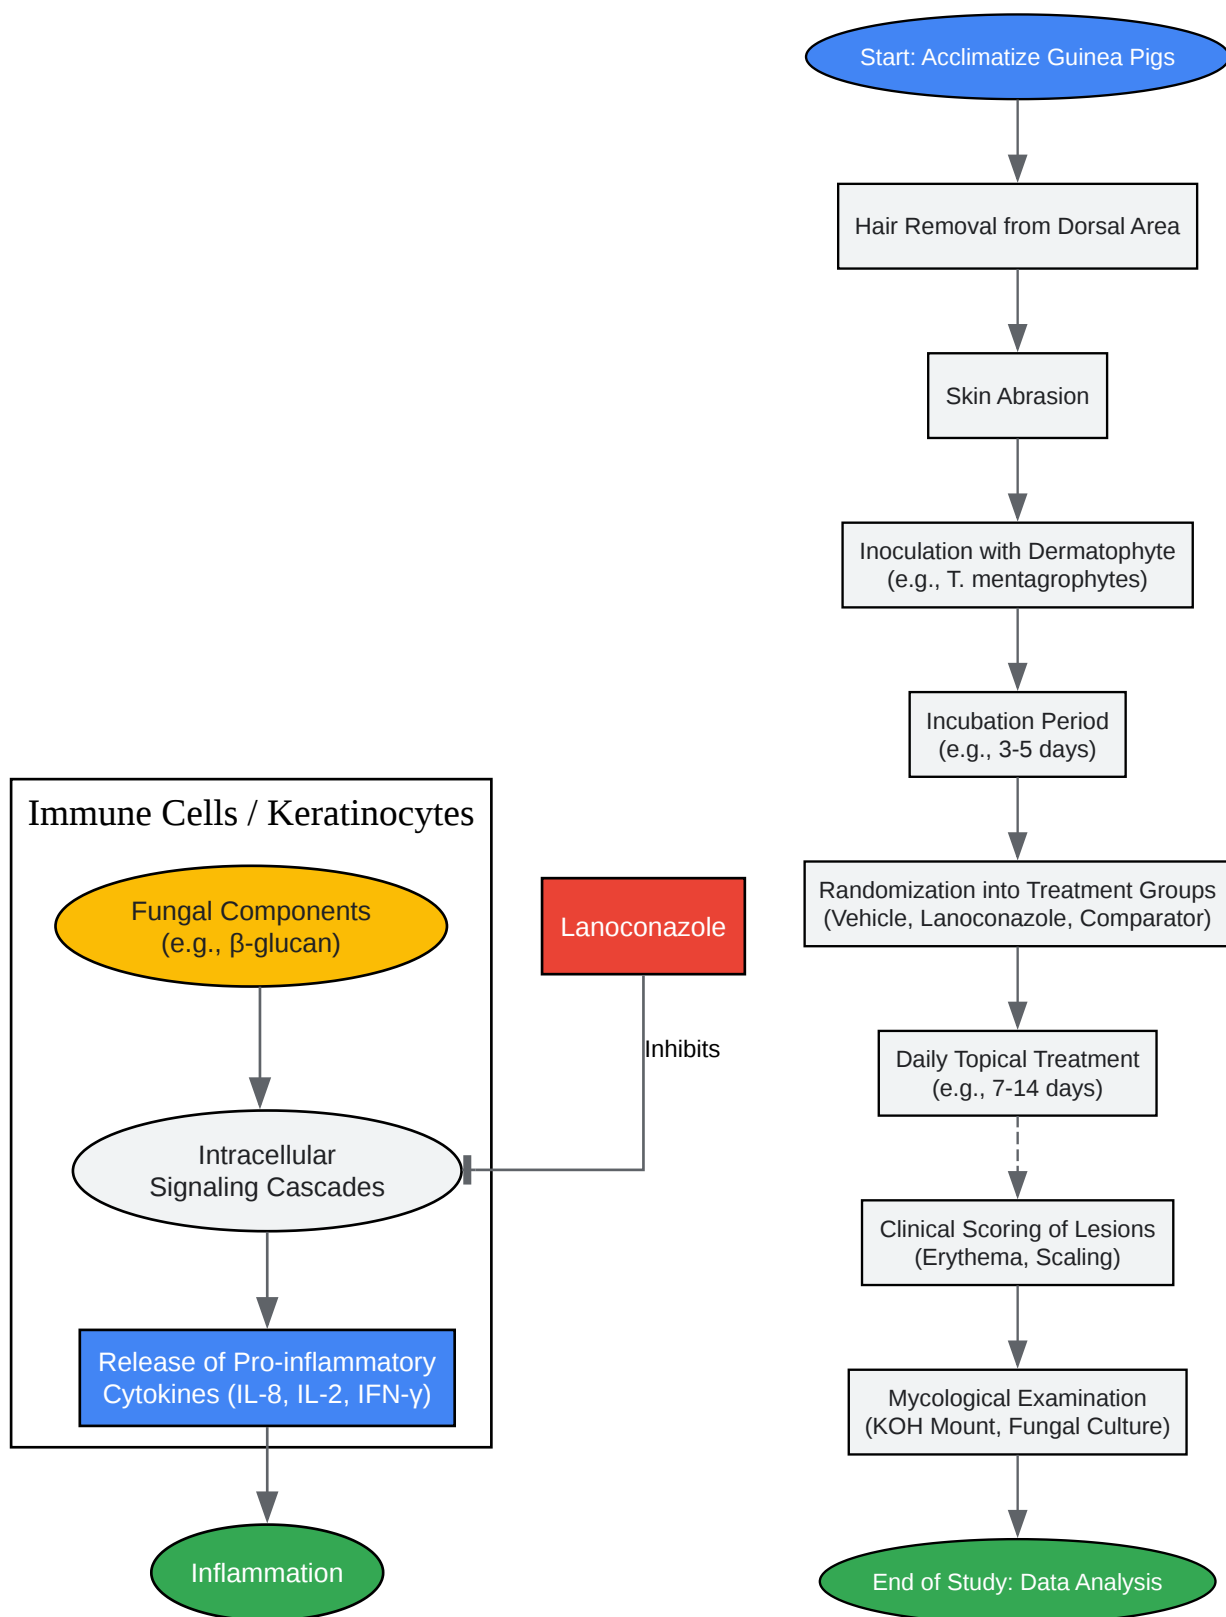 Start: Acclimatize Guinea Pigs
Hair Removal from Dorsal Area
Skin Abrasion
Inoculation with Dermatophyte
(e.g., T. mentagrophytes)
Incubation Period
(e.g., 3-5 days)
Randomization into Treatment Groups
(Vehicle, Lanoconazole, Comparator)
Daily Topical Treatment
(e.g., 7-14 days)
Clinical Scoring of Lesions
(Erythema, Scaling)
Mycological Examination
(KOH Mount, Fungal Culture)
End of Study: Data Analysis
Immune Cells / Keratinocytes
Fungal Components
(e.g., β-glucan)
Lanoconazole
Inhibits
Intracellular
Signaling Cascades
Release of Pro-inflammatory
Cytokines (IL-8, IL-2, IFN-γ)
Inflammation